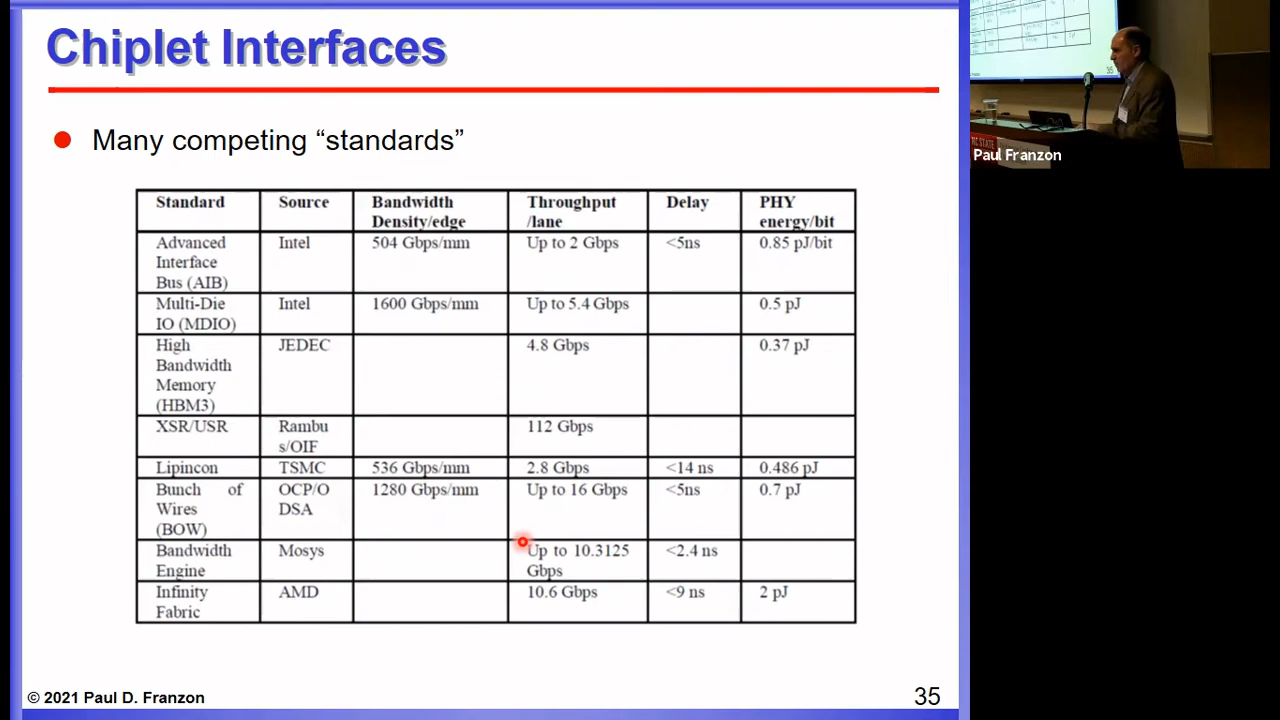 Chiplet Interfaces
Many competing “standards”
Standard Source Bandwidth Density/edge Throughput /lane Delay PHY energy/bit
Advanced Interface Bus (AIB) Intel 504 Gbps/mm Up to 2 Gbps <5ns 0.85 pJ/bit
Multi-Die IO (MDIO) Intel 1600 Gbps/mm Up to 5.4 Gbps 0.5 pJ
High Bandwidth Memory (HBM3) JEDEC 4.8 Gbps 0.37 pJ
XSR/USR Rambus/OIF 112 Gbps
Lipincon TSMC 536 Gbps/mm 2.8 Gbps <14 ns 0.486 pJ
Bunch of Wires (BOW) OCP/ODSA 1280 Gbps/mm Up to 16 Gbps <5ns 0.7 pJ
Bandwidth Engine Mosys Up to 10.3125 Gbps <2.4 ns
Infinity Fabric AMD 10.6 Gbps <9 ns 2 pJ
© 2021 Paul D. Franzon
35
35
STATE
Paul Franzon